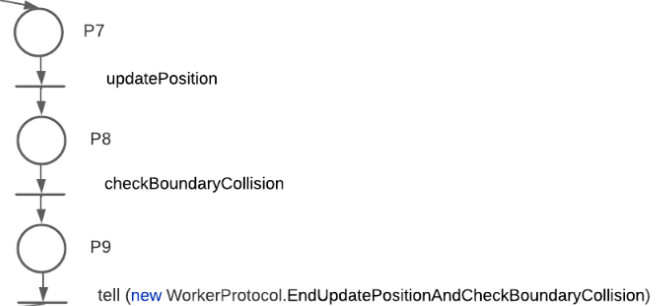 P7
updatePosition
P8
checkBoundaryCollision
P9
tell (new WorkerProtocol.EndUpdatePositionAndCheckBoundaryCollision)